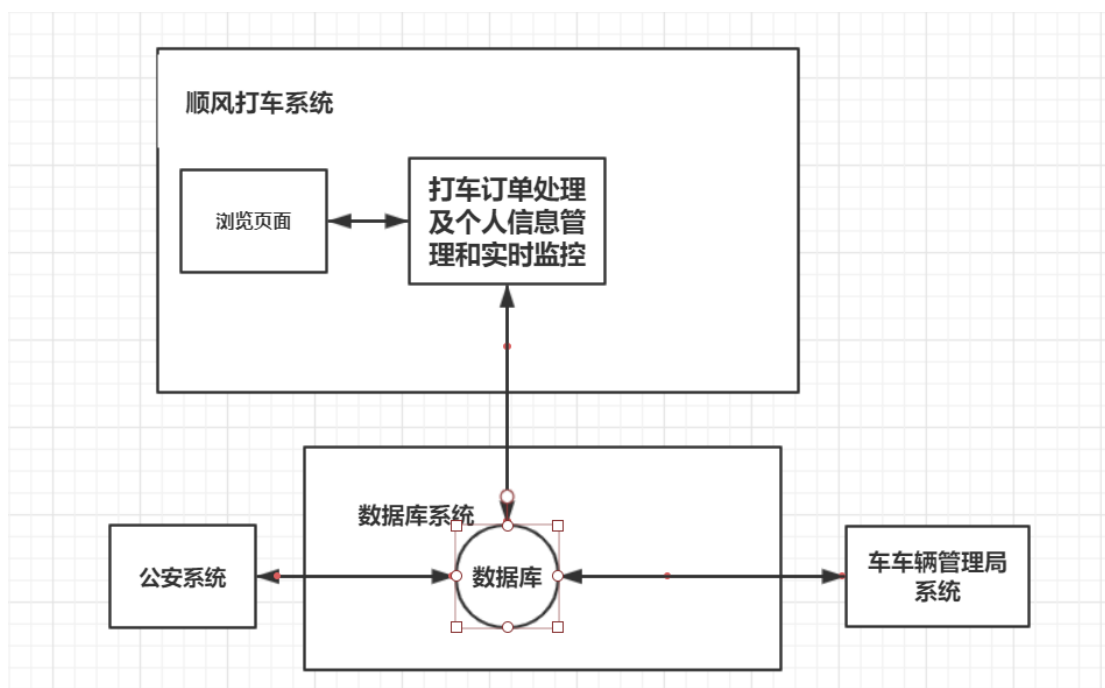 顺风打车系统
浏览页面
打车订单处理
及个人信息管
理和实时监控
数据库系统
公安系统
数据库
车车辆管理局
系统